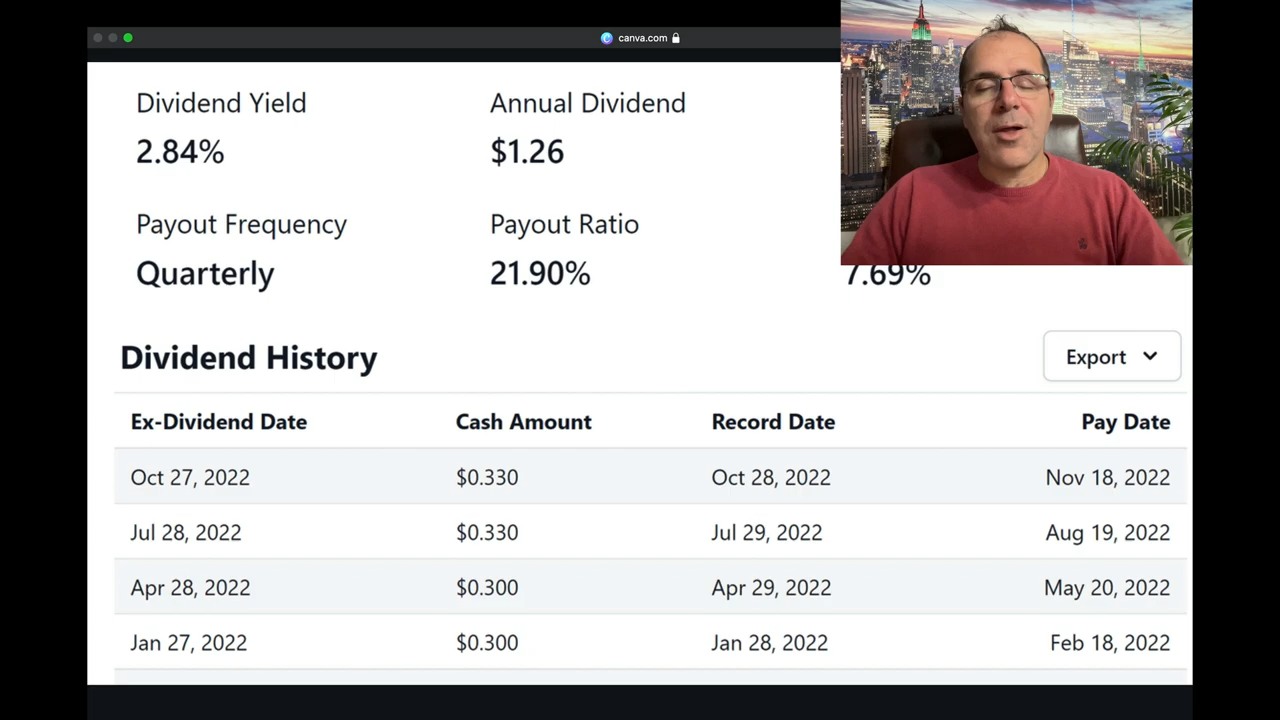 canva.com
Dividend Yield
Annual Dividend
2.84%
$1.26
Payout Frequency
Payout Ratio
Quarterly
21.90%
7.69%
Dividend History
Export
Ex-Dividend Date
Cash Amount
Record Date
Pay Date
Oct 27, 2022
$0.330
Oct 28, 2022
Nov 18, 2022
Jul 28, 2022
$0.330
Jul 29, 2022
Aug 19, 2022
Apr 28, 2022
$0.300
Apr 29, 2022
May 20, 2022
Jan 27, 2022
$0.300
Jan 28, 2022
Feb 18, 2022